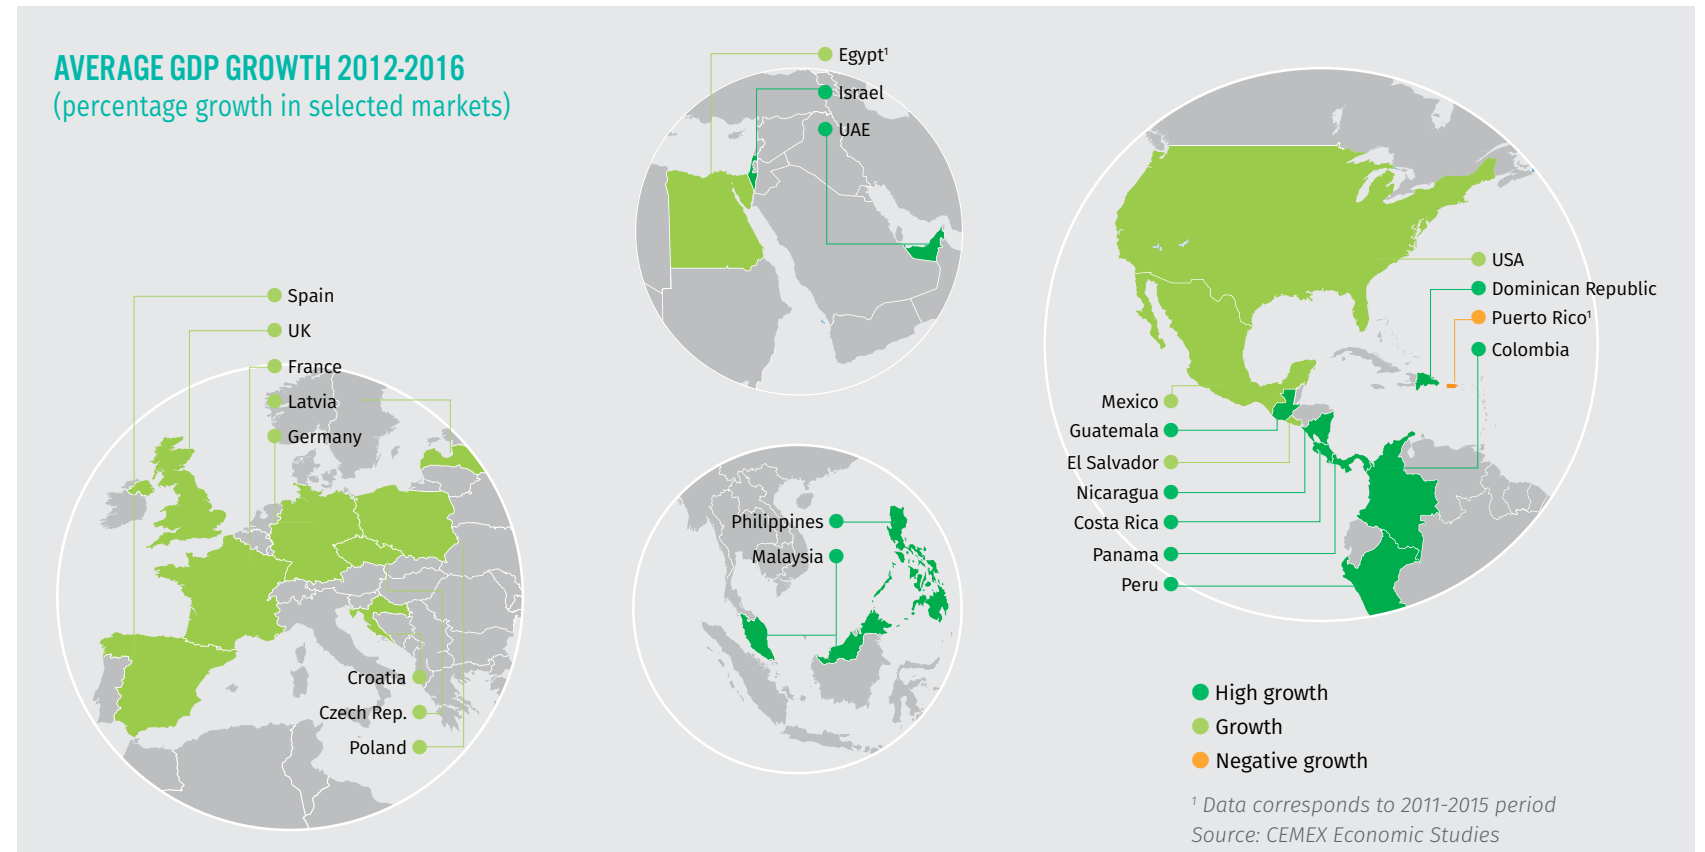 AVERAGE GDP GROWTH 2012-2016
(percentage growth in selected markets)
Egypt¹
Israel
UAE
Spain
UK
France
Latvia
Germany
Croatia
Czech Rep.
Poland
Philippines
Malaysia
USA
Dominican Republic
Puerto Rico¹
Colombia
Mexico
Guatemala
El Salvador
Nicaragua
Costa Rica
Panama
Peru
High growth
Growth
Negative growth
¹ Data corresponds to 2011-2015 period
Source: CEMEX Economic Studies